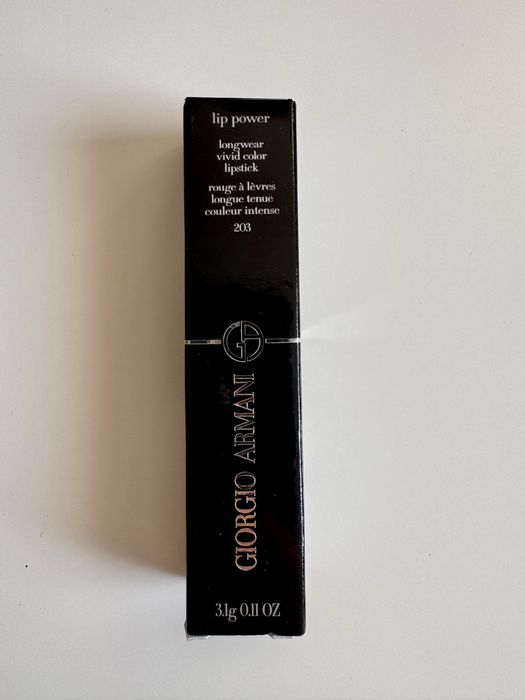 lip power
longwear
vivid color
lipstick
rouge à lèvres
longue tenue
couleur intense
203
GIORGIO ARMANI
3.1g 0.11 OZ